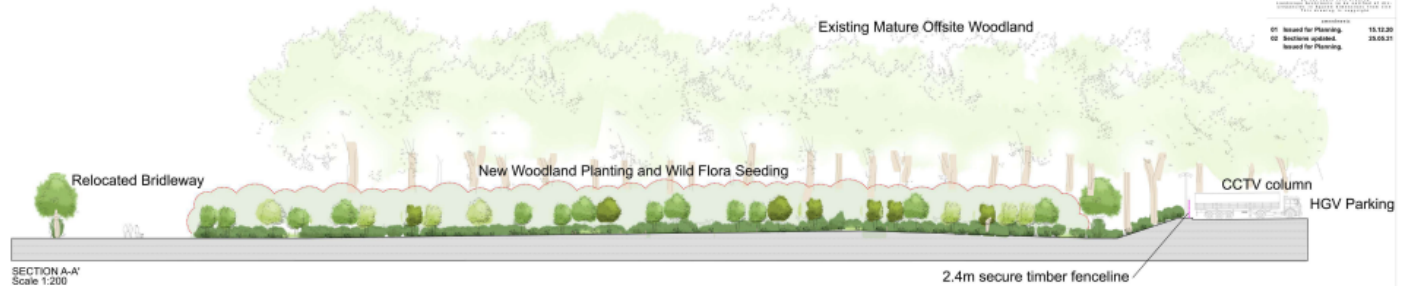 Existing Mature Offsite Woodland
AMENDMENTS
01 Issued for Planning. 15.12.20
02 Sections updated. 25.05.21
Issued for Planning.
New Woodland Planting and Wild Flora Seeding
Relocated Bridleway
CCTV column
HGV Parking
SECTION A-A'
Scale 1:200
2.4m secure timber fenceline